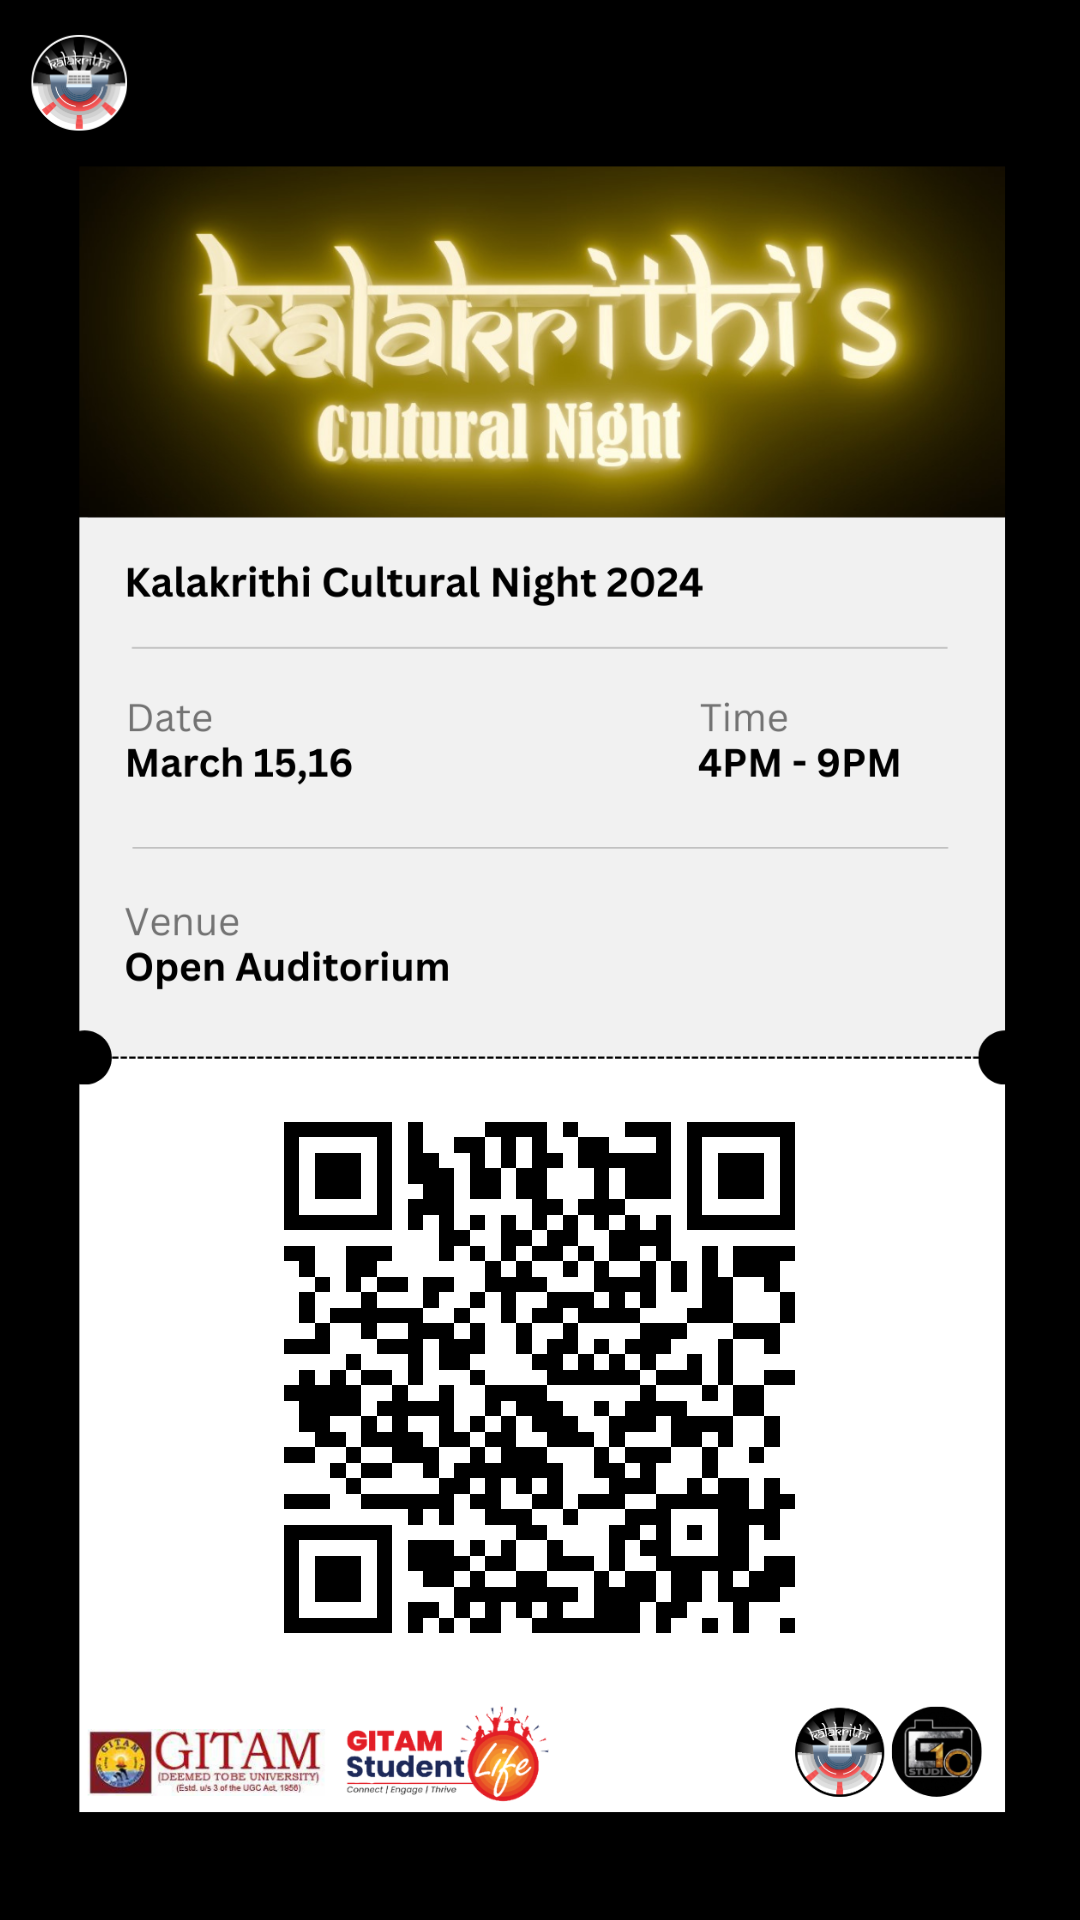 kalakrithi
kalakrithi's
Cultural Night
Kalakrithi Cultural Night 2024
Date
March 15,16
Time
4PM - 9PM
Venue
Open Auditorium
GITAM
GITAM
(DEEMED TO BE UNIVERSITY)
(Estd. u/s 3 of the UGC Act, 1956)
GITAM
Student
Life
Connect | Engage | Thrive
kalakrithi
G10
STUDIO